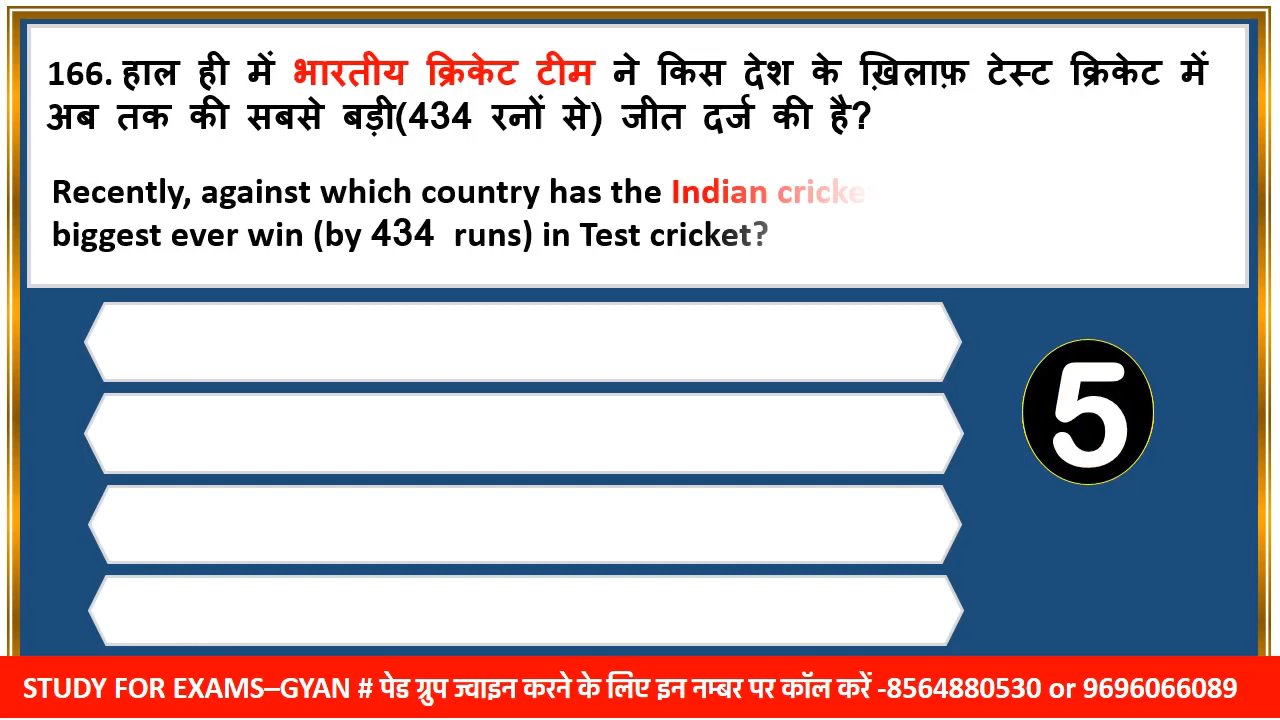 166. हाल ही में भारतीय क्रिकेट टीम ने किस देश के ख़िलाफ़ टेस्ट क्रिकेट में
अब तक की सबसे बड़ी(434 रनों से) जीत दर्ज की है?
Recently, against which country has the Indian cricke
biggest ever win (by 434 runs) in Test cricket?
5
STUDY FOR EXAMS–GYAN # पेड ग्रुप ज्वाइन करने के लिए इन नम्बर पर कॉल करें -8564880530 or 9696066089